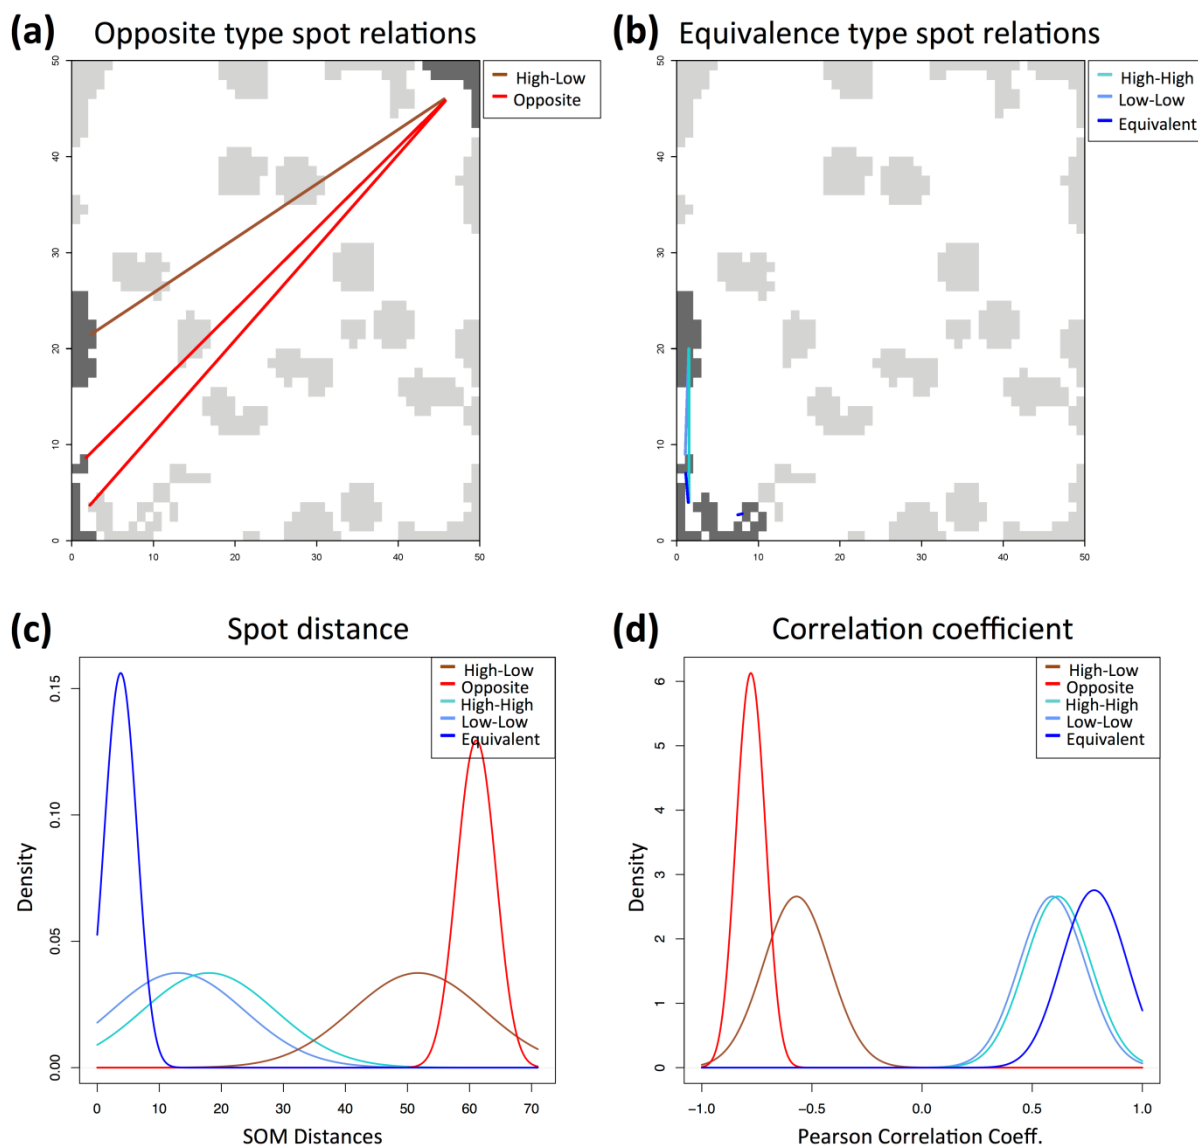 (a) Opposite type spot relations
High-Low
Opposite
50
40
30
20
10
0
0 10 20 30 40 50
(b) Equivalence type spot relations
High-High
Low-Low
Equivalent
50
40
30
20
10
0
0 10 20 30 40 50
(c) Spot distance
High-Low
Opposite
High-High
Low-Low
Equivalent
Density
0.15
0.10
0.05
0.00
0 10 20 30 40 50 60 70
SOM Distances
(d) Correlation coefficient
High-Low
Opposite
High-High
Low-Low
Equivalent
Density
6
5
4
3
2
1
0
−1.0 −0.5 0.0 0.5 1.0
Pearson Correlation Coeff.